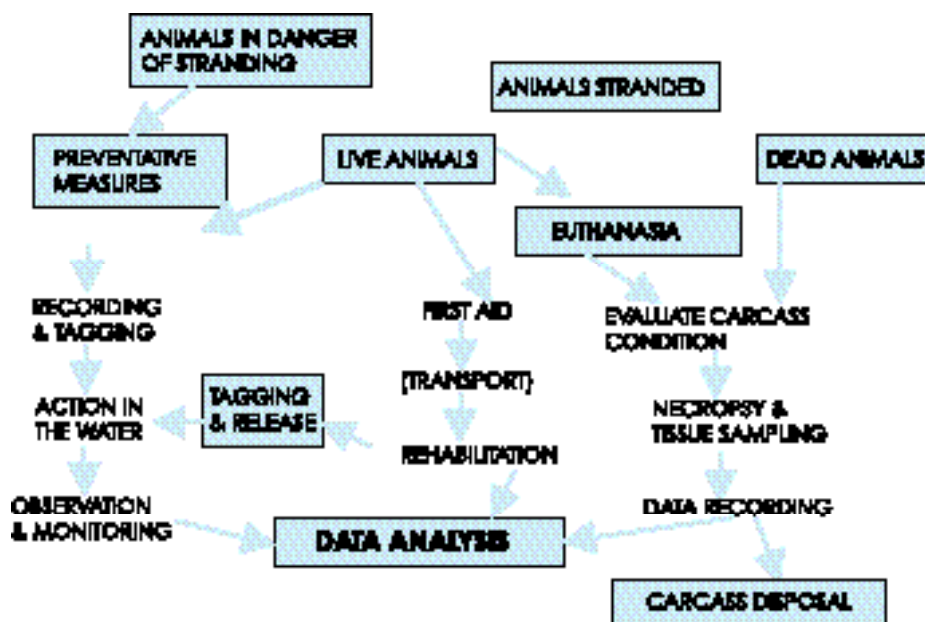 ANIMALS IN DANGER
OF STRANDING
ANIMALS STRANDED
PREVENTATIVE
MEASURES
LIVE ANIMALS
DEAD ANIMALS
EUTHANASIA
RECORDING
& TAGGING
FIRST AID
EVALUATE CARCASS
CONDITION
(TRANSPORT)
TAGGING
& RELEASE
ACTION IN
THE WATER
NECROPSY &
TISSUE SAMPLING
REHABILITATION
OBSERVATION
& MONITORING
DATA RECORDING
DATA ANALYSIS
CARCASS DISPOSAL